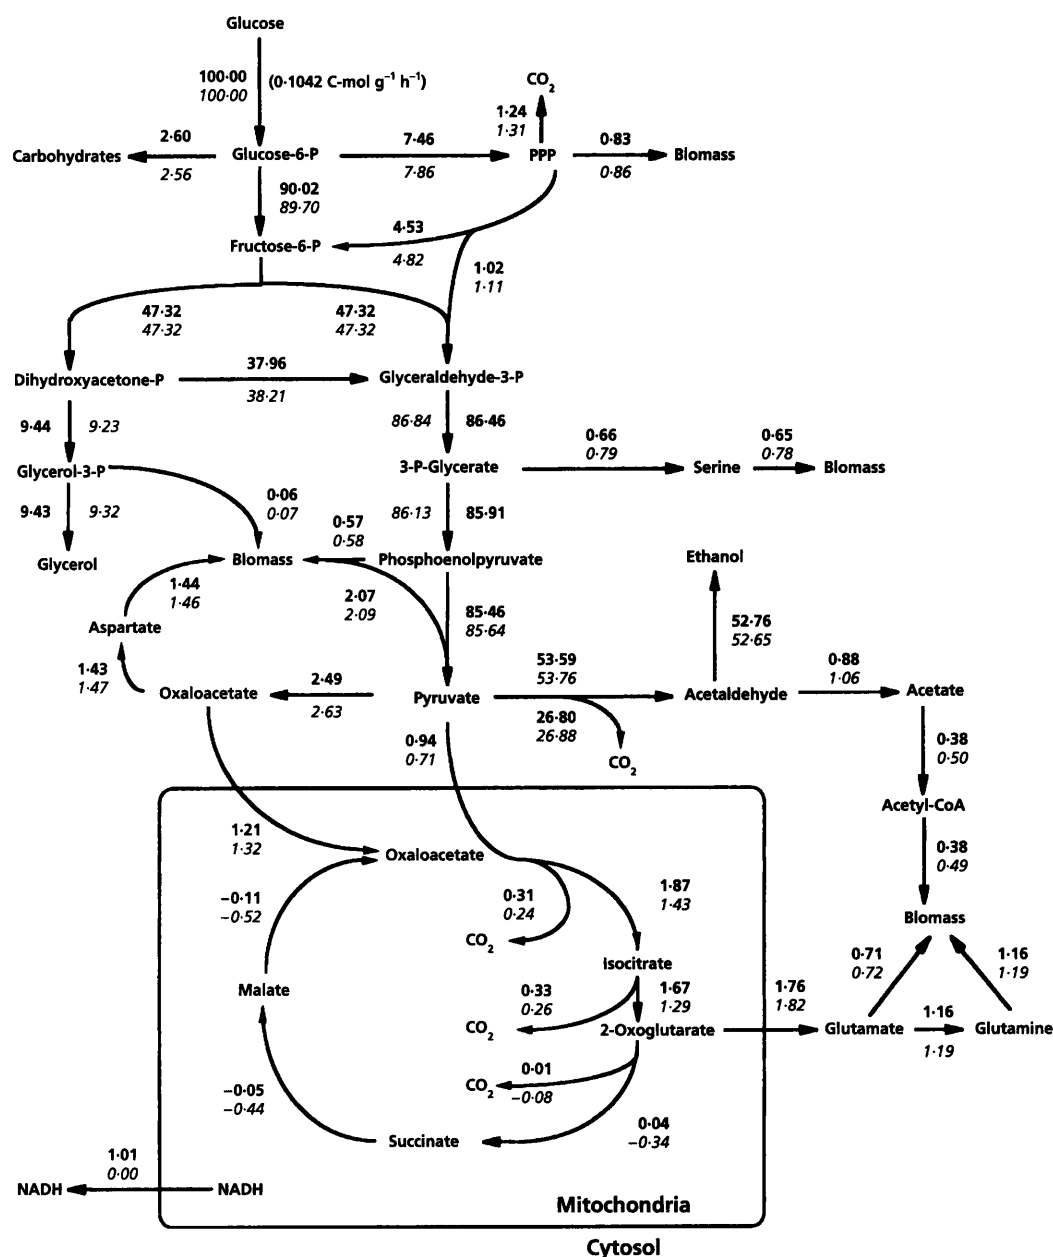 Glucose
100·00 (0·1042 C-mol g⁻¹ h⁻¹)
100·00
CO₂
1·24
1·31
2·60
7·46
0·83
Carbohydrates
Glucose-6-P
PPP
Biomass
2·56
7·86
0·86
90·02
89·70
4·53
Fructose-6-P
4·82
1·02
1·11
47·32
47·32
47·32
47·32
37·96
Dihydroxyacetone-P
Glyceraldehyde-3-P
38·21
9·44
9·23
86·84
86·46
0·66
0·65
Glycerol-3-P
3-P-Glycerate
Serine
Biomass
0·79
0·78
0·06
0·07
9·43
9·32
86·13
85·91
0·57
0·58
Glycerol
Biomass
Phosphoenolpyruvate
Ethanol
1·44
1·46
2·07
2·09
85·46
85·64
52·76
52·65
Aspartate
1·43
1·47
2·49
53·59
53·76
0·88
1·06
Oxaloacetate
Pyruvate
Acetaldehyde
Acetate
2·63
26·80
26·88
0·94
0·71
CO₂
0·38
0·50
Acetyl-CoA
1·21
1·32
0·38
0·49
Oxaloacetate
−0·11
−0·52
0·31
0·24
1·87
1·43
Biomass
CO₂
Isocitrate
0·71
0·72
1·16
1·19
Malate
0·33
0·26
1·67
1·29
1·76
1·82
CO₂
2-Oxoglutarate
Glutamate
1·16
Glutamine
1·19
0·01
CO₂
−0·08
−0·05
−0·44
0·04
−0·34
Succinate
1·01
0·00
NADH
NADH
Mitochondria
Cytosol